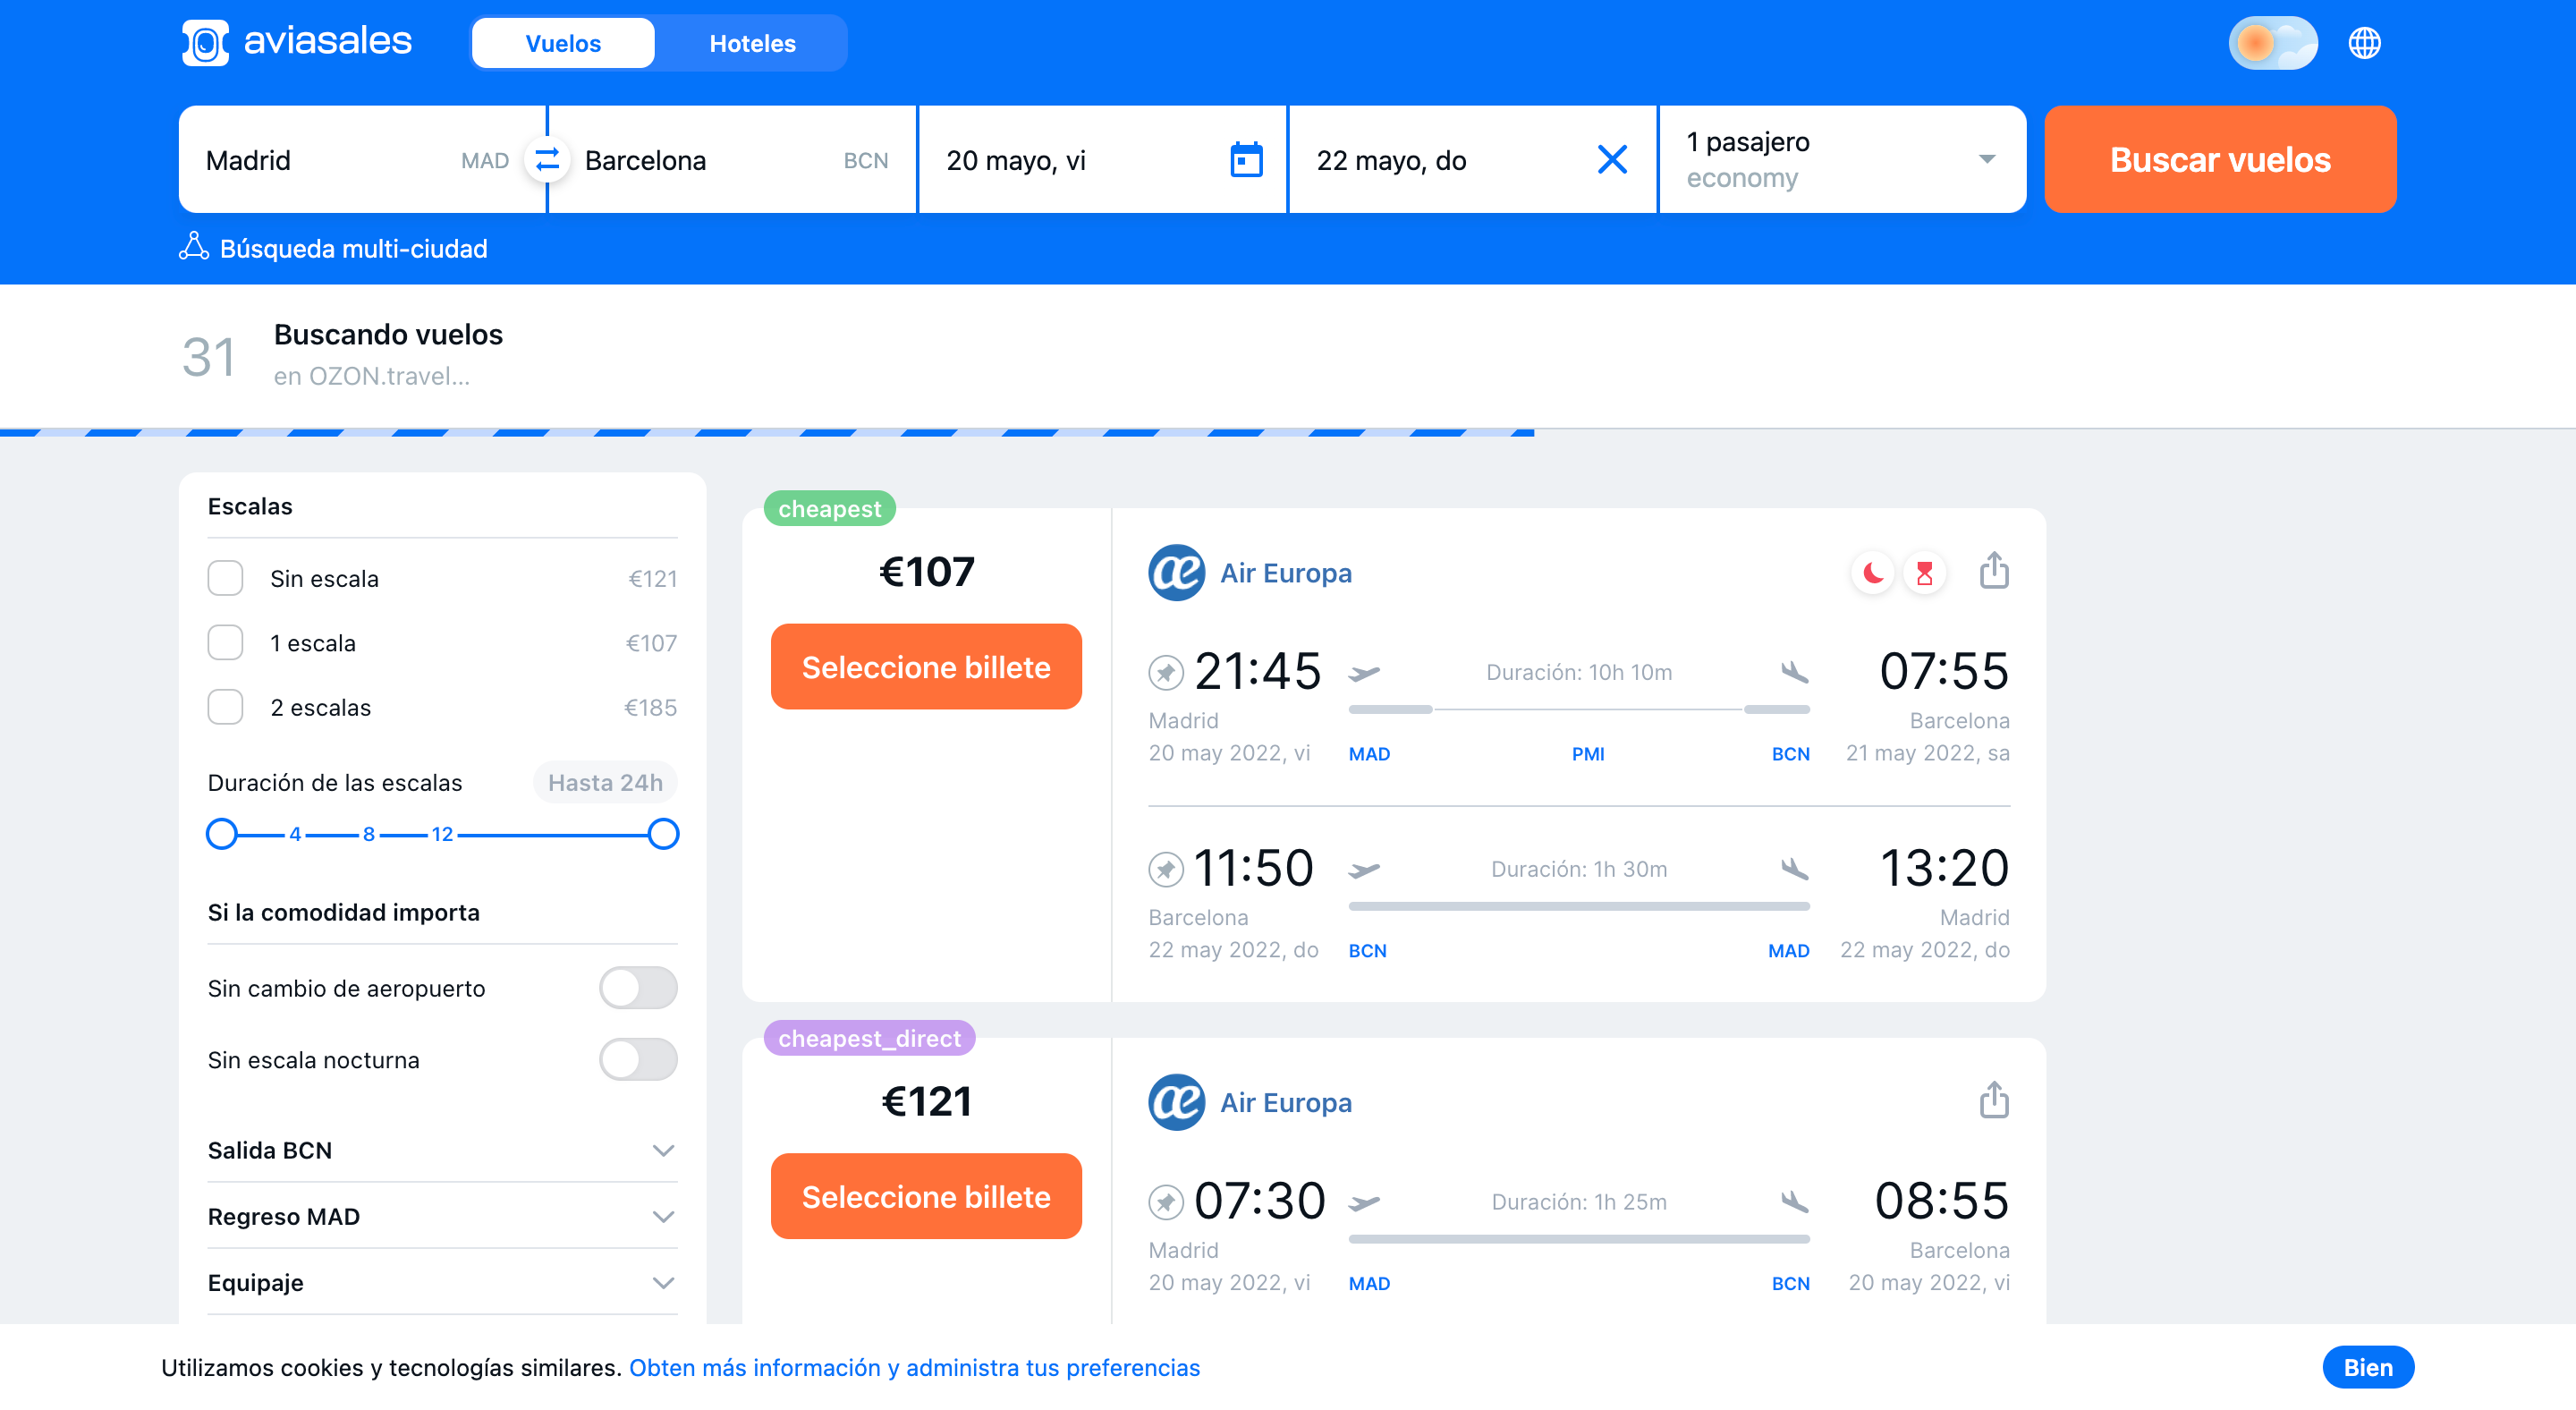 aviasales
Vuelos
Hoteles
Madrid MAD
Barcelona BCN
20 mayo, vi
22 mayo, do
1 pasajero
economy
Buscar vuelos
Búsqueda multi-ciudad
31
Buscando vuelos
en OZON.travel...
Escalas
Sin escala €121
1 escala €107
2 escalas €185
Duración de las escalas Hasta 24h
4 8 12
Si la comodidad importa
Sin cambio de aeropuerto
Sin escala nocturna
Salida BCN
Regreso MAD
Equipaje
cheapest
€107
Seleccione billete
æ Air Europa
21:45 Duración: 10h 10m 07:55
Madrid Barcelona
20 may 2022, vi MAD PMI BCN 21 may 2022, sa
11:50 Duración: 1h 30m 13:20
Barcelona Madrid
22 may 2022, do BCN MAD 22 may 2022, do
cheapest_direct
€121
Seleccione billete
æ Air Europa
07:30 Duración: 1h 25m 08:55
Madrid Barcelona
20 may 2022, vi MAD BCN 20 may 2022, vi
Utilizamos cookies y tecnologías similares. Obten más información y administra tus preferencias
Bien